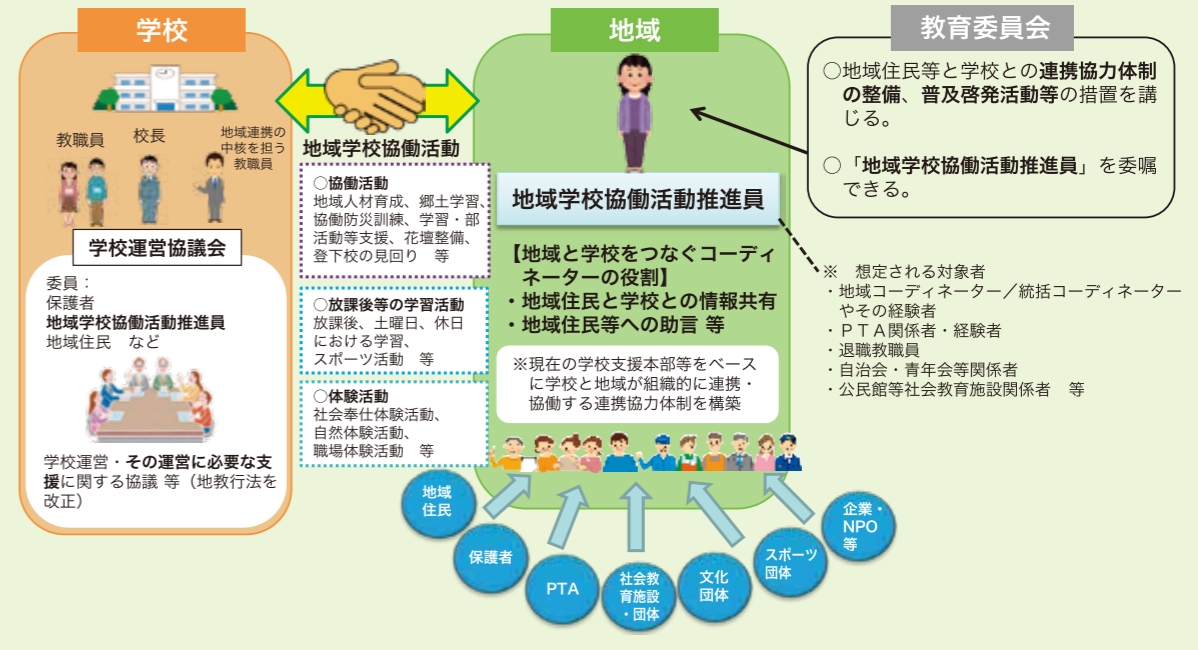 学校
教職員
校長
地域連携の
中核を担う
教職員
学校運営協議会
委員：
保護者
地域学校協働活動推進員
地域住民　など
学校運営・その運営に必要な支
援に関する協議 等（地教行法を
改正）
地域学校協働活動
○協働活動
地域人材育成、郷土学習、
協働防災訓練、学習・部
活動等支援、花壇整備、
登下校の見回り　等
○放課後等の学習活動
放課後、土曜日、休日
における学習、
スポーツ活動　等
○体験活動
社会奉仕体験活動、
自然体験活動、
職場体験活動　等
地域
地域学校協働活動推進員
【地域と学校をつなぐコーディ
ネーターの役割】
・地域住民と学校との情報共有
・地域住民等への助言 等
※現在の学校支援本部等をベース
に学校と地域が組織的に連携・
協働する連携協力体制を構築
地域
住民
保護者
PTA
社会教
育施設
・団体
文化
団体
スポーツ
団体
企業・
NPO
等
教育委員会
○地域住民等と学校との連携協力体制
の整備、普及啓発活動等の措置を講
じる。
○「地域学校協働活動推進員」を委嘱
できる。
※　想定される対象者
・地域コーディネーター／統括コーディネーター
やその経験者
・ＰＴＡ関係者・経験者
・退職教職員
・自治会・青年会等関係者
・公民館等社会教育施設関係者　等